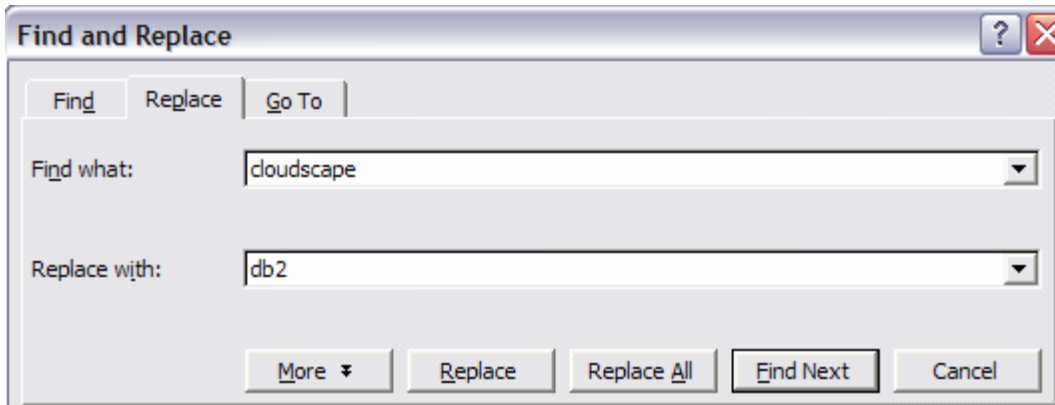 Find and Replace ?
Find Replace Go To
Find what: cloudscape
Replace with: db2
More Replace Replace All Find Next Cancel